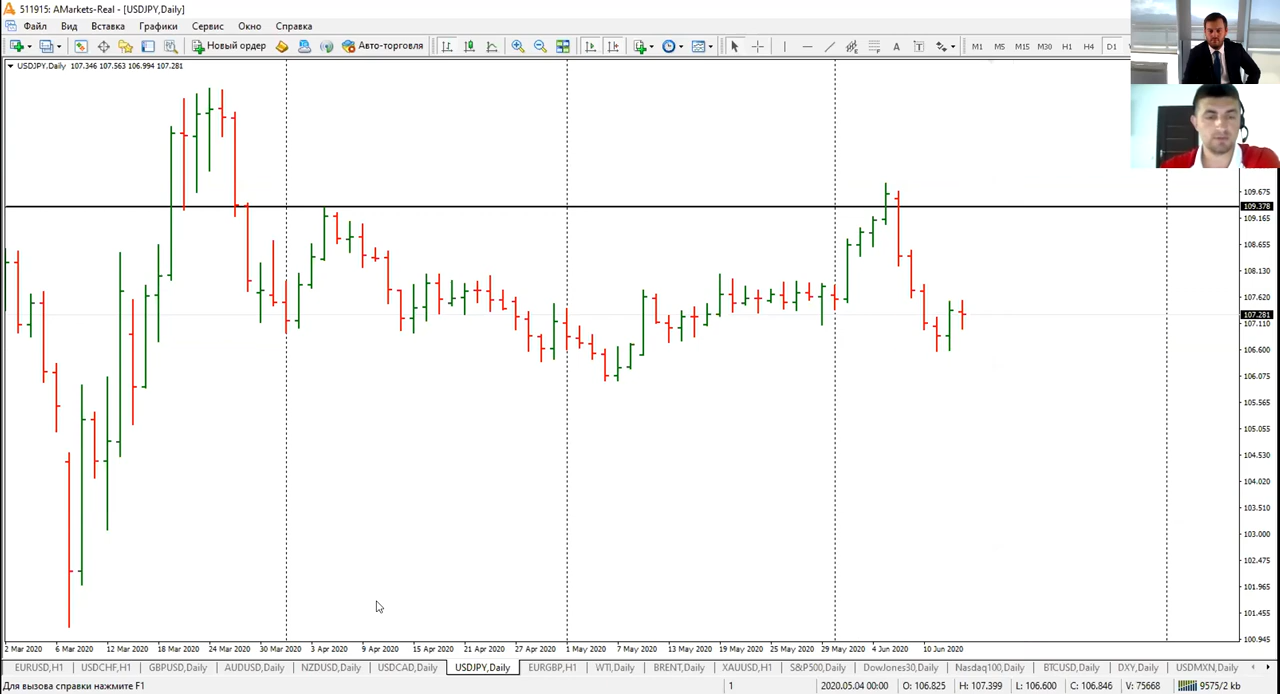 511915: AMarkets-Real - [USDJPY,Daily]
Файл Вид Вставка Графики Сервис Окно Справка
Новый ордер Авто-торговля A T M1 M5 M15 M30 H1 H4 D1
USDJPY.Daily 107.346 107.563 106.994 107.281
109.675
109.378
109.165
108.655
108.130
107.620
107.281
107.110
106.600
106.075
105.565
105.055
104.530
104.020
103.510
103.000
102.475
101.965
101.455
100.945
2 Mar 2020 6 Mar 2020 12 Mar 2020 18 Mar 2020 24 Mar 2020 30 Mar 2020 3 Apr 2020 9 Apr 2020 15 Apr 2020 21 Apr 2020 27 Apr 2020 1 May 2020 7 May 2020 13 May 2020 19 May 2020 25 May 2020 29 May 2020 4 Jun 2020 10 Jun 2020
EURUSD,H1 USDCHF,H1 GBPUSD,Daily AUDUSD,Daily NZDUSD,Daily USDCAD,Daily USDJPY,Daily EURGBP,H1 WTI,Daily BRENT,Daily XAUUSD,H1 S&P500,Daily DowJones30,Daily Nasdaq100,Daily BTCUSD,Daily DXY,Daily USDMXN,Daily
Для вызова справки нажмите F1 1 2020.05.04 00:00 O: 106.825 H: 107.399 L: 106.600 C: 106.846 V: 75668 9575/2 kb